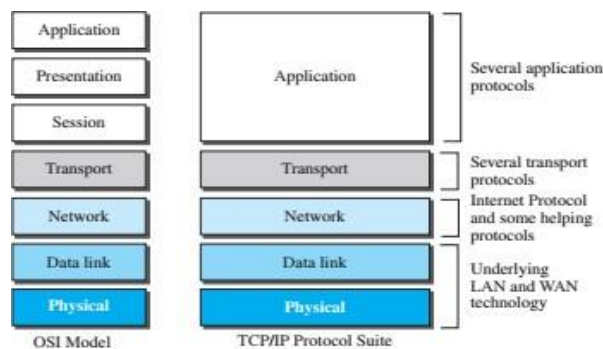 Application
Presentation
Session
Transport
Network
Data link
Physical
OSI Model
Application
Transport
Network
Data link
Physical
TCP/IP Protocol Suite
Several application
protocols
Several transport
protocols
Internet Protocol
and some helping
protocols
Underlying
LAN and WAN
technology